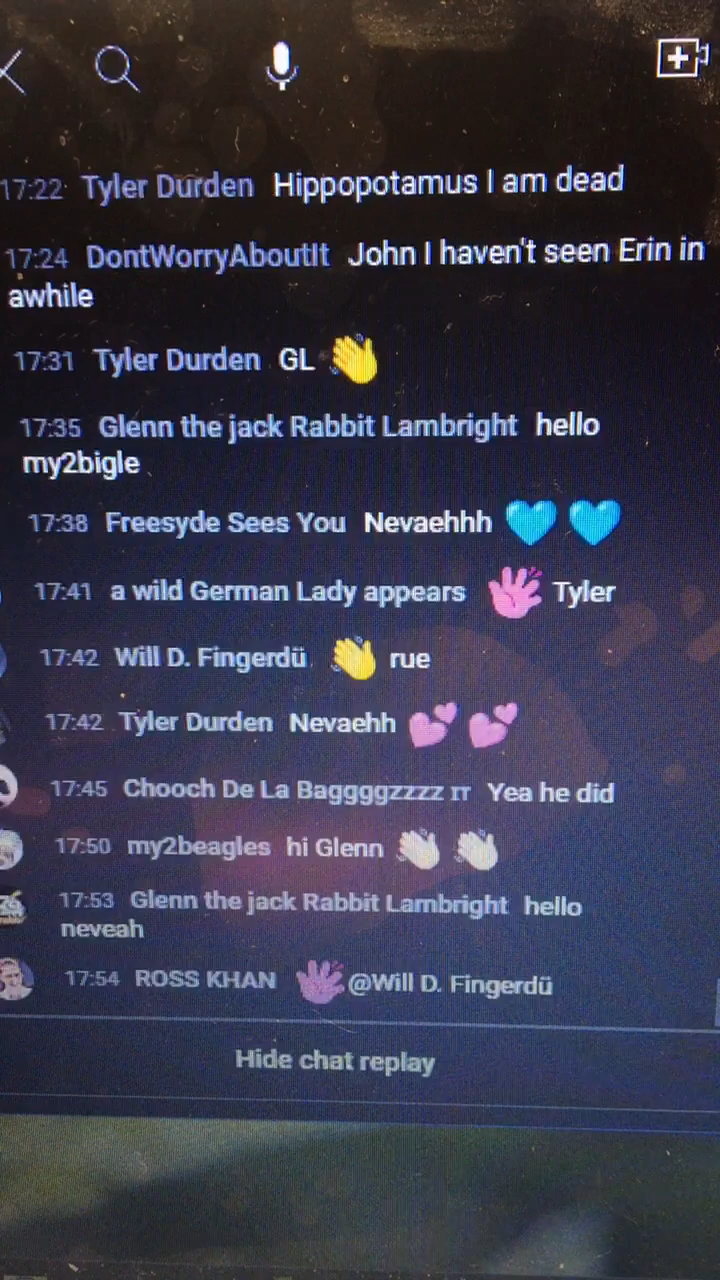 17:22 Tyler Durden Hippopotamus I am dead
17:24 DontWorryAboutIt John I haven't seen Erin in
awhile
17:31 Tyler Durden GL 👋
17:35 Glenn the jack Rabbit Lambright hello
my2bigle
17:38 Freesyde Sees You Nevaehhh 💙 💙
17:41 a wild German Lady appears Tyler
17:42 Will D. Fingerdü 👋 rue
17:42 Tyler Durden Nevaehh 💕 💕
17:45 Chooch De La Baggggzzzz ππ Yea he did
17:50 my2beagles hi Glenn 👋🏻 👋🏻
17:53 Glenn the jack Rabbit Lambright hello
neveah
17:54 ROSS KHAN @Will D. Fingerdü
Hide chat replay